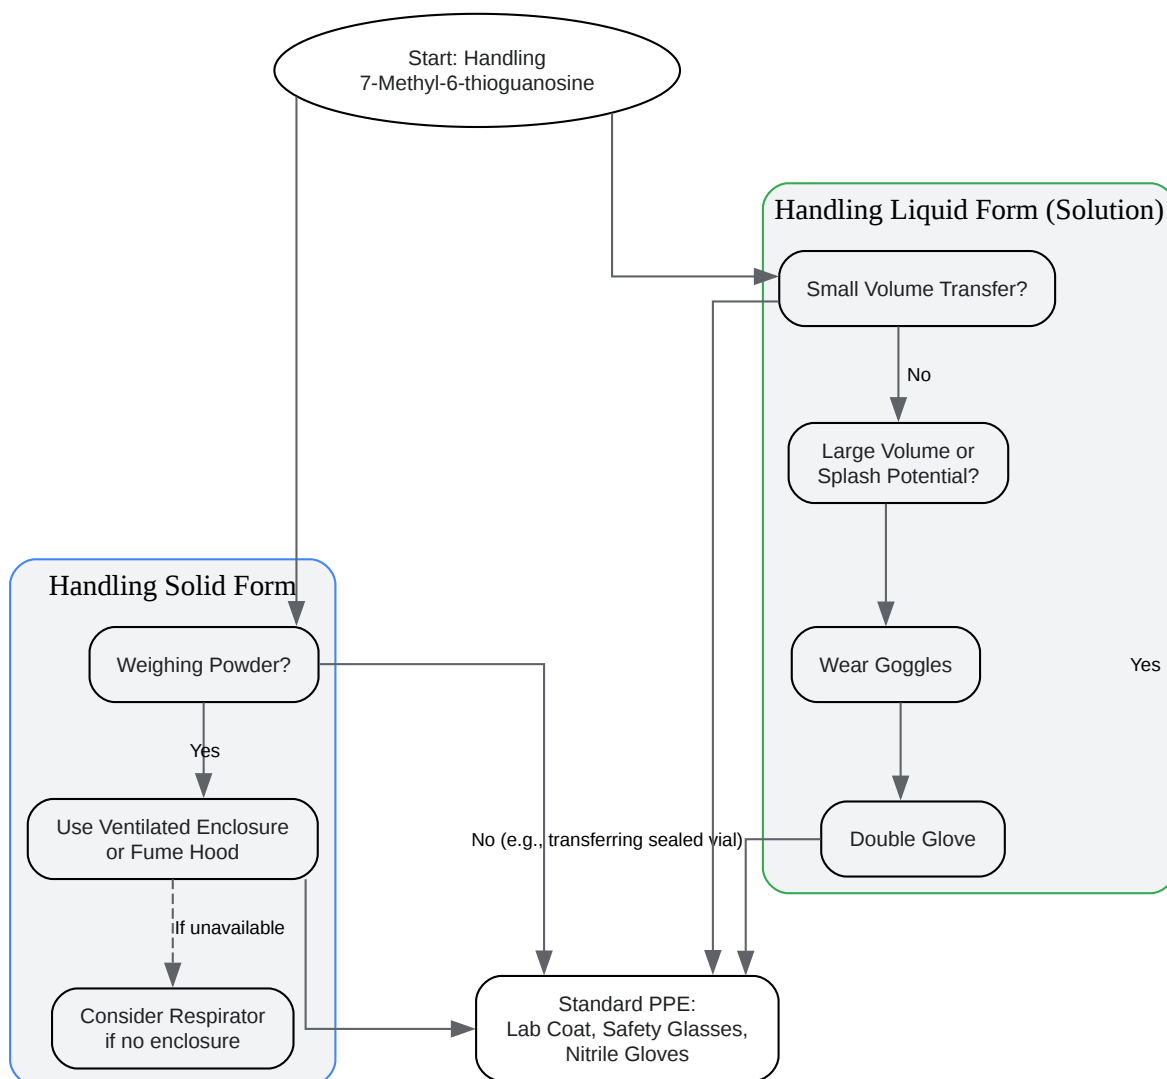 Start: Handling
7-Methyl-6-thioguanosine
Handling Liquid Form (Solution)
Small Volume Transfer?
No
Large Volume or
Splash Potential?
Handling Solid Form
Weighing Powder?
Wear Goggles
Yes
Yes
Use Ventilated Enclosure
or Fume Hood
No (e.g., transferring sealed vial)
Double Glove
If unavailable
Consider Respirator
if no enclosure
Standard PPE:
Lab Coat, Safety Glasses,
Nitrile Gloves